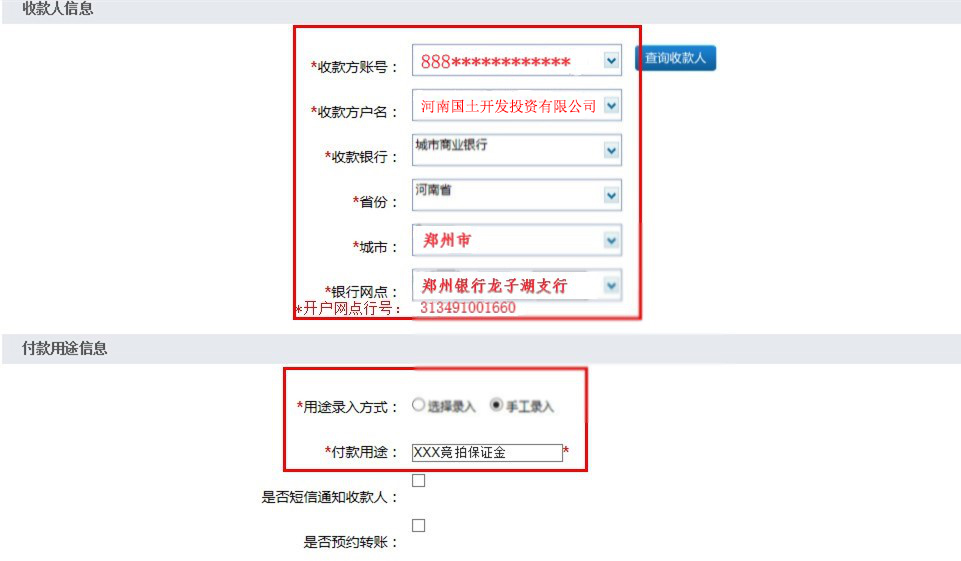 收款人信息
*收款方账号： 888************ 查询收款人
*收款方户名： 河南国土开发投资有限公司
*收款银行： 城市商业银行
*省份： 河南省
*城市： 郑州市
*银行网点： 郑州银行龙子湖支行
*开户网点行号： 313491001660
付款用途信息
*用途录入方式： 选择录入 手工录入
*付款用途： XXX竞拍保证金 *
是否短信通知收款人：
是否预约转账：